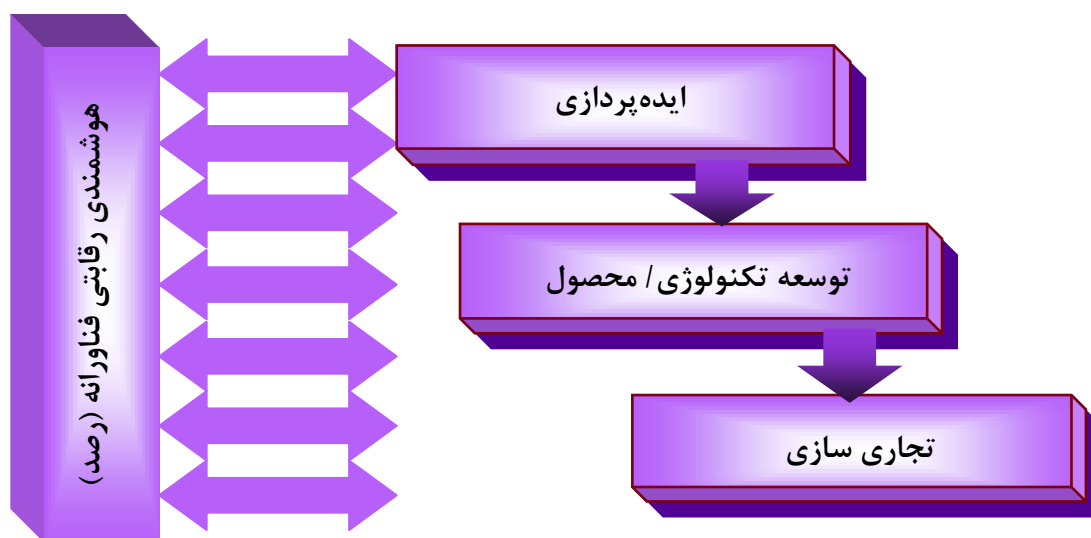 ایده‌پردازی
توسعه تکنولوژی/ محصول
تجاری سازی
هوشمندی رقابتی فناورانه (رصد)